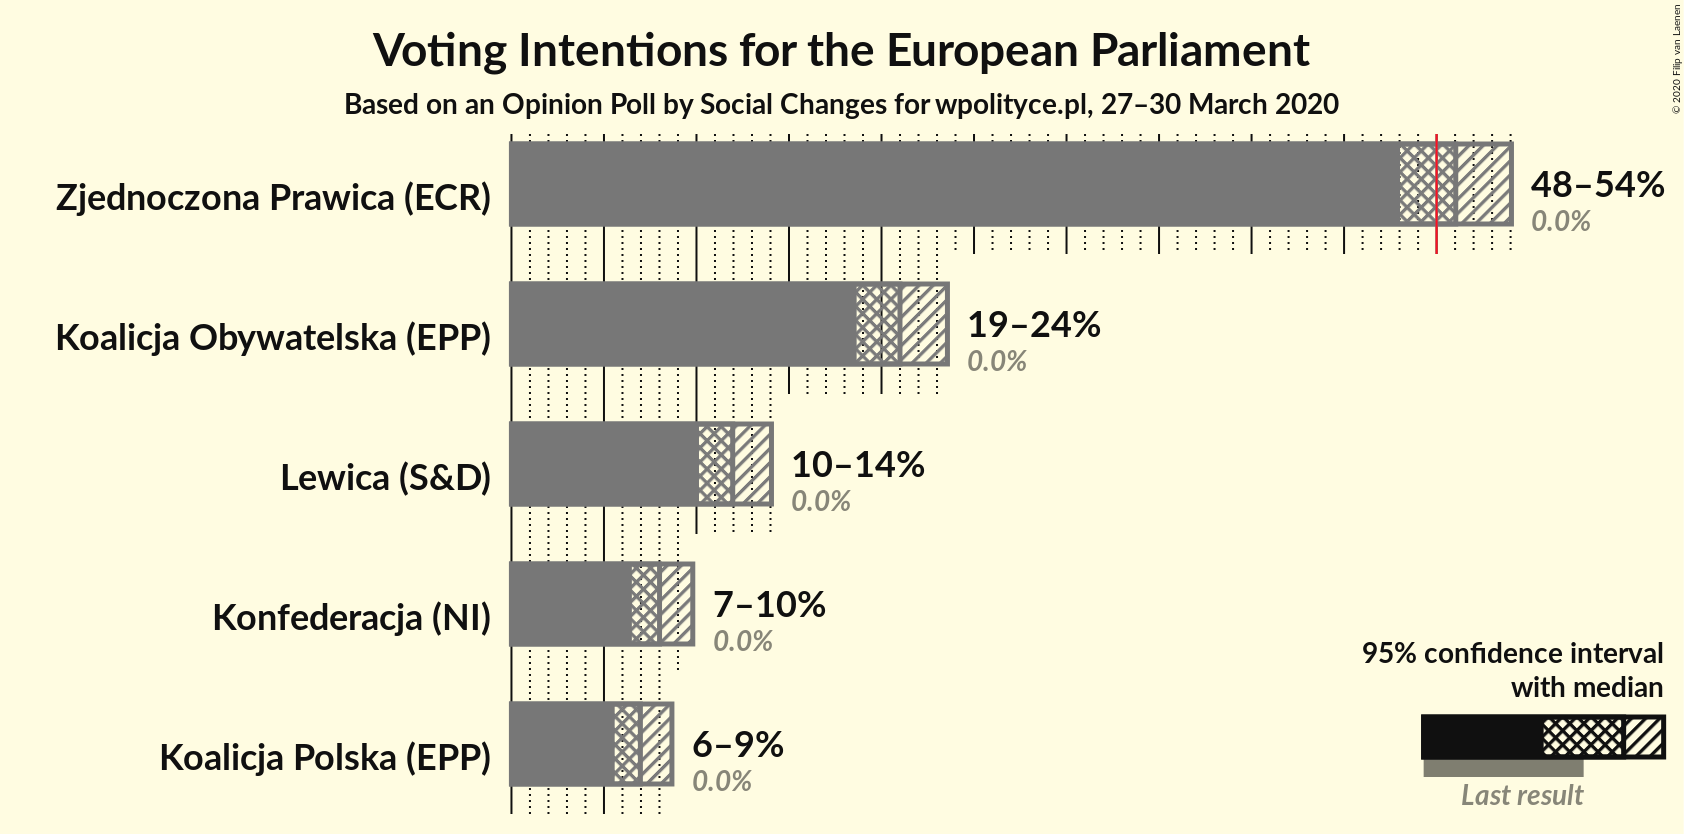 Voting Intentions for the European Parliament
Based on an Opinion Poll by Social Changes for wpolityce.pl, 27–30 March 2020
© 2020 Filip van Laenen
Zjednoczona Prawica (ECR)
48–54%
0.0%
Koalicja Obywatelska (EPP)
19–24%
0.0%
Lewica (S&D)
10–14%
0.0%
Konfederacja (NI)
7–10%
0.0%
Koalicja Polska (EPP)
6–9%
0.0%
95% confidence interval
with median
Last result